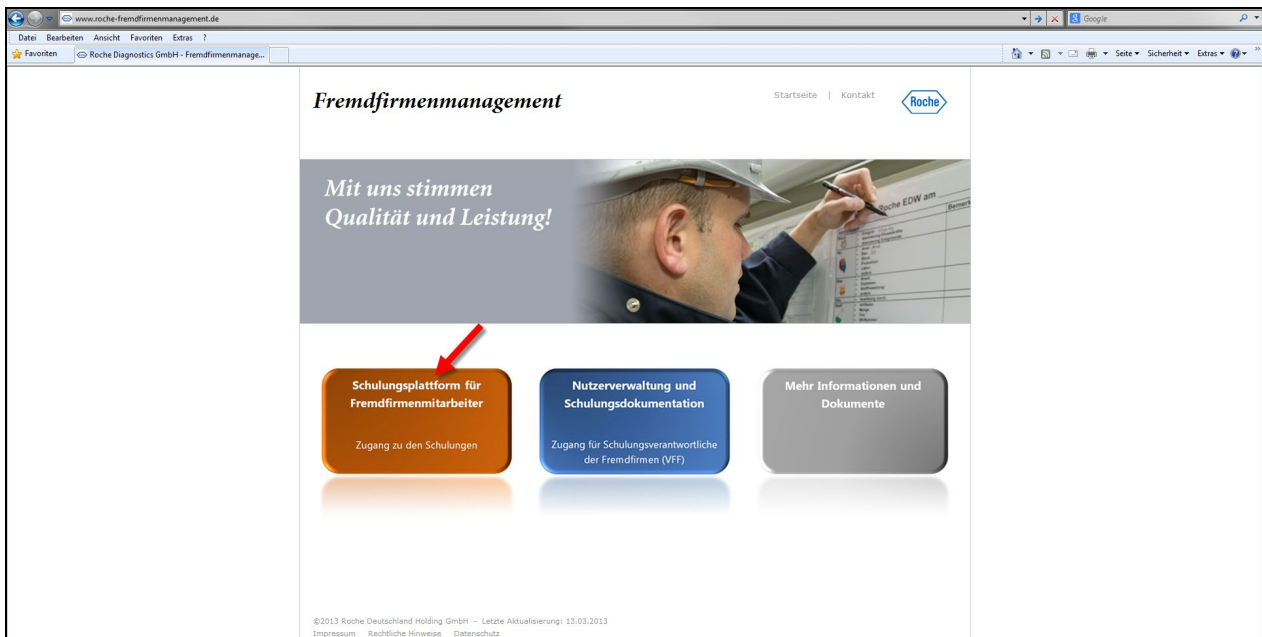 www.roche-fremdfirmenmanagement.de
Google
Datei Bearbeiten Ansicht Favoriten Extras ?
Favoriten
Roche Diagnostics GmbH - Fremdfirmenmanage...
Seite
Sicherheit
Extras
Fremdfirmenmanagement
Startseite | Kontakt
Roche
Mit uns stimmen
Qualität und Leistung!
Roche EDW am
Schulungsplattform für
Fremdfirmenmitarbeiter
Zugang zu den Schulungen
Nutzerverwaltung und
Schulungsdokumentation
Zugang für Schulungsverantwortliche
der Fremdfirmen (VFF)
Mehr Informationen und
Dokumente
©2013 Roche Deutschland Holding GmbH - Letzte Aktualisierung: 13.03.2013
Impressum Rechtliche Hinweise Datenschutz